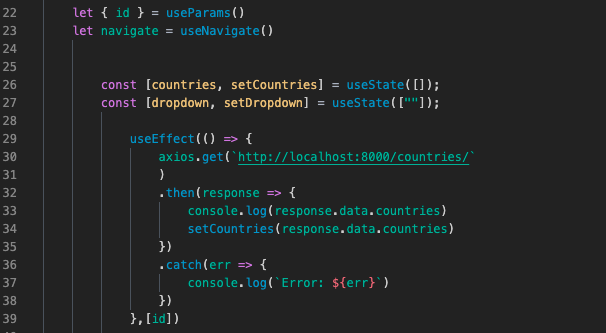 22 let { id } = useParams()
23 let navigate = useNavigate()
24
25
26 const [countries, setCountries] = useState([]);
27 const [dropdown, setDropdown] = useState([""]);
28
29 useEffect(() => {
30 axios.get(`http://localhost:8000/countries/`
31 )
32 .then(response => {
33 console.log(response.data.countries)
34 setCountries(response.data.countries)
35 })
36 .catch(err => {
37 console.log(`Error: ${err}`)
38 })
39 },[id])